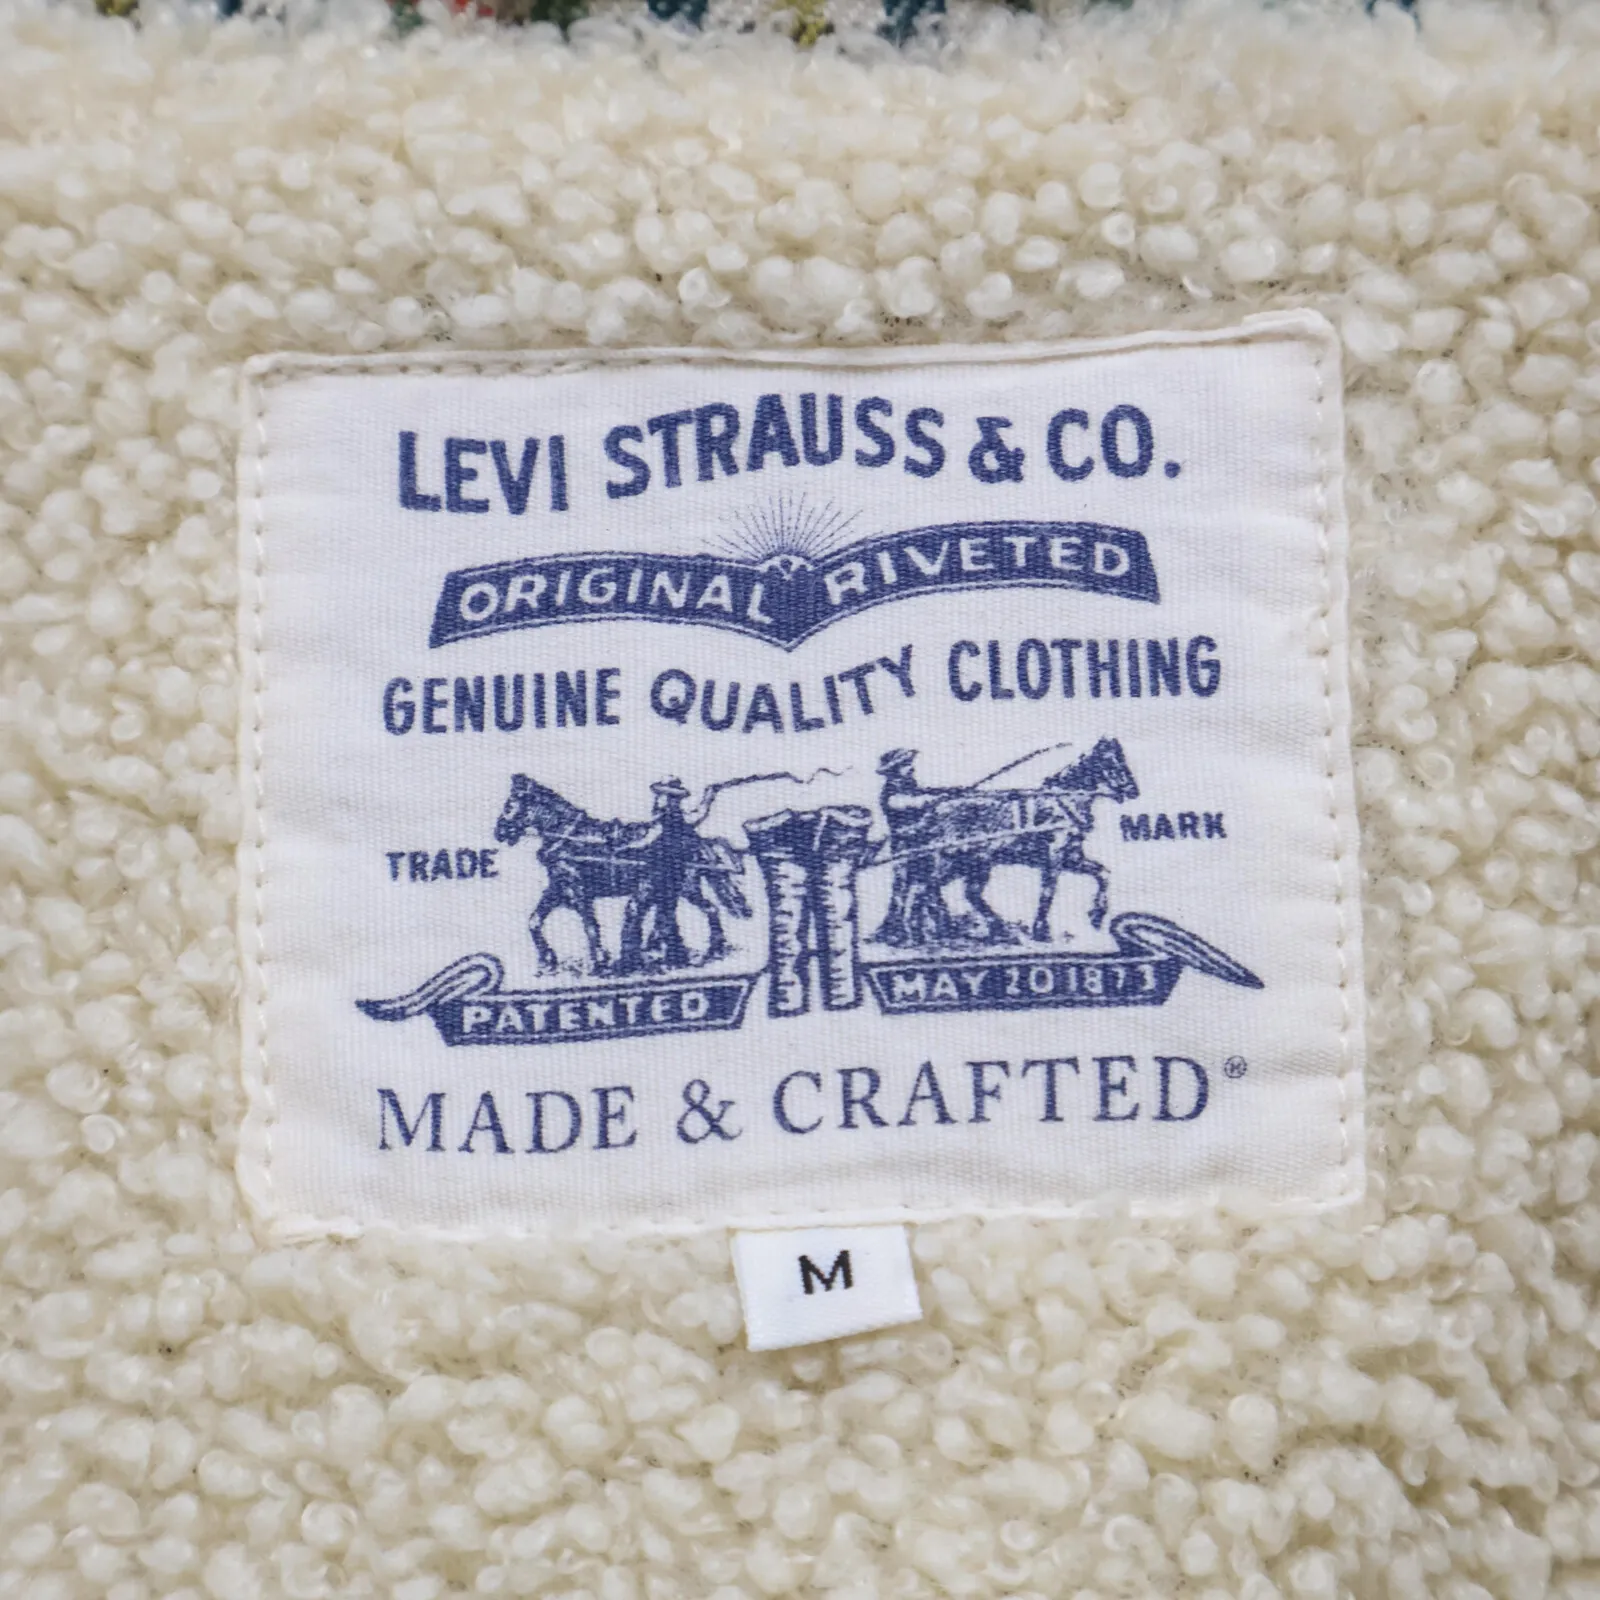 LEVI STRAUSS & CO.
ORIGINAL RIVETED
GENUINE QUALITY CLOTHING
TRADE MARK
PATENTED MAY 20 1873
MADE & CRAFTED®
M